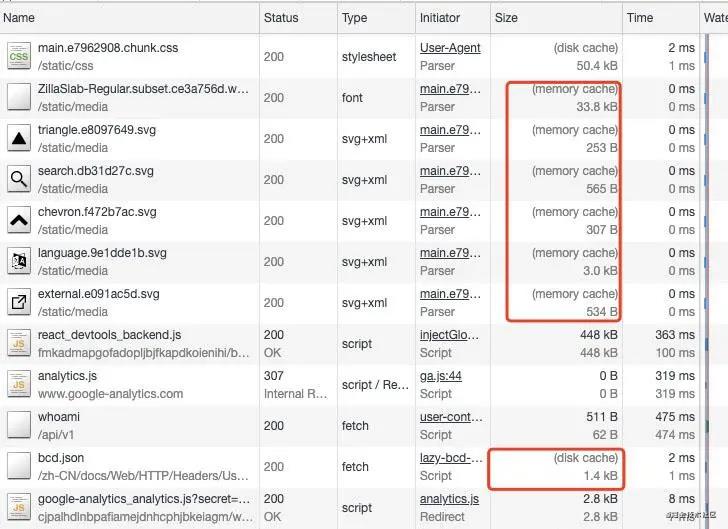 Name Status Type Initiator Size Time Wate
main.e7962908.chunk.css 200 stylesheet User-Agent (disk cache) 2 ms
/static/css Parser 50.4 kB 1 ms
ZillaSlab-Regular.subset.ce3a756d.w… 200 font main.e79… (memory cache) 0 ms
/static/media Parser 33.8 kB 0 ms
triangle.e8097649.svg 200 svg+xml main.e79… (memory cache) 0 ms
/static/media Parser 253 B 0 ms
search.db31d27c.svg 200 svg+xml main.e79… (memory cache) 0 ms
/static/media Parser 565 B 0 ms
chevron.f472b7ac.svg 200 svg+xml main.e79… (memory cache) 0 ms
/static/media Parser 307 B 0 ms
language.9e1dde1b.svg 200 svg+xml main.e79… (memory cache) 0 ms
/static/media Parser 3.0 kB 0 ms
external.e091ac5d.svg 200 svg+xml main.e79… (memory cache) 0 ms
/static/media Parser 534 B 0 ms
react_devtools_backend.js 200 script injectGlo… 448 kB 363 ms
fmkadmapgofadopljbjfkapdkoienihi/b… OK Script 448 kB 100 ms
analytics.js 307 script / Re… ga.js:44 0 B 319 ms
www.google-analytics.com Internal R… Script 0 B 319 ms
whoami 200 fetch user-cont… 511 B 475 ms
/api/v1 Script 62 B 474 ms
bcd.json 200 fetch lazy-bcd-… (disk cache) 2 ms
/zh-CN/docs/Web/HTTP/Headers/Us… Script 1.4 kB 1 ms
google-analytics_analytics.js?secret=… 200 script analytics.js 2.8 kB 8 ms
cjpalhdlnbpafiamejdnhcphjbkeiagm/w… OK Redirect 2.8 kB